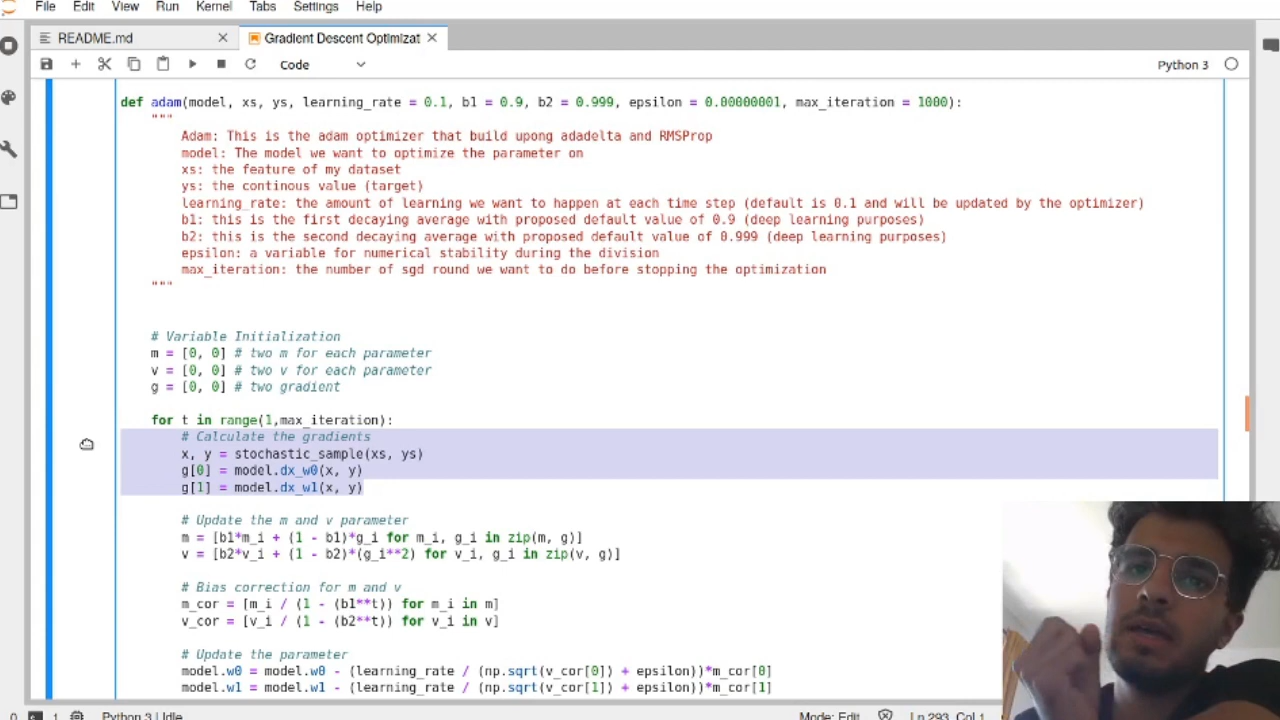 File Edit View Run Kernel Tabs Settings Help
README.md Gradient Descent Optimizat
Code Python 3
def adam(model, xs, ys, learning_rate = 0.1, b1 = 0.9, b2 = 0.999, epsilon = 0.00000001, max_iteration = 1000):
"""
Adam: This is the adam optimizer that build upong adadelta and RMSProp
model: The model we want to optimize the parameter on
xs: the feature of my dataset
ys: the continous value (target)
learning_rate: the amount of learning we want to happen at each time step (default is 0.1 and will be updated by the optimizer)
b1: this is the first decaying average with proposed default value of 0.9 (deep learning purposes)
b2: this is the second decaying average with proposed default value of 0.999 (deep learning purposes)
epsilon: a variable for numerical stability during the division
max_iteration: the number of sgd round we want to do before stopping the optimization
"""
# Variable Initialization
m = [0, 0] # two m for each parameter
v = [0, 0] # two v for each parameter
g = [0, 0] # two gradient
for t in range(1,max_iteration):
# Calculate the gradients
x, y = stochastic_sample(xs, ys)
g[0] = model.dx_w0(x, y)
g[1] = model.dx_w1(x, y)
# Update the m and v parameter
m = [b1*m_i + (1 - b1)*g_i for m_i, g_i in zip(m, g)]
v = [b2*v_i + (1 - b2)*(g_i**2) for v_i, g_i in zip(v, g)]
# Bias correction for m and v
m_cor = [m_i / (1 - (b1**t)) for m_i in m]
v_cor = [v_i / (1 - (b2**t)) for v_i in v]
# Update the parameter
model.w0 = model.w0 - (learning_rate / (np.sqrt(v_cor[0]) + epsilon))*m_cor[0]
model.w1 = model.w1 - (learning_rate / (np.sqrt(v_cor[1]) + epsilon))*m_cor[1]
1 Python 3 | Idle Mode: Edit Ln 293, Col 1